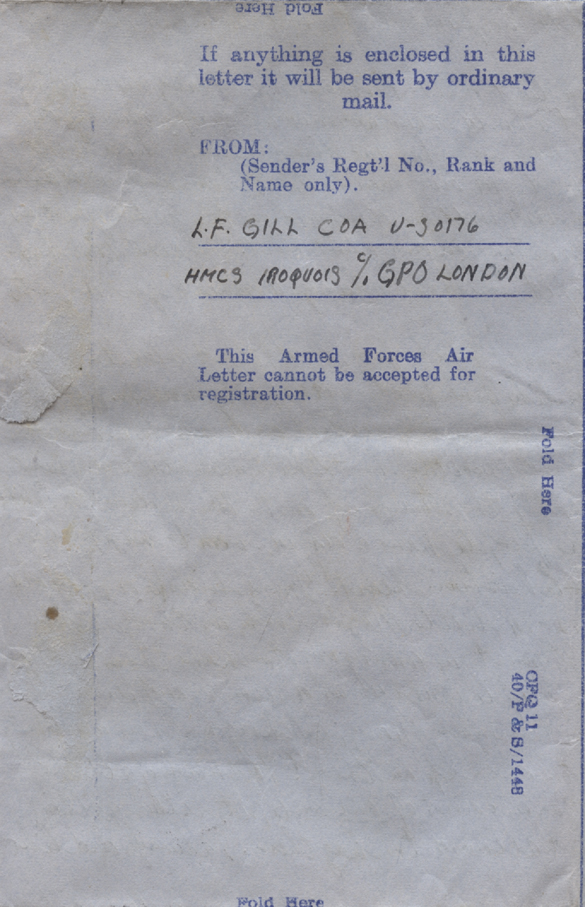 Fold Here
If anything is enclosed in this
letter it will be sent by ordinary
mail.
FROM:
(Sender's Regt'l No., Rank and
Name only).
L.F. GILL COA V-30176
HMCS IROQUOIS % GPO LONDON
This Armed Forces Air
Letter cannot be accepted for
registration.
Fold Here
CFQ 11
40/P & S/1448
Fold Here